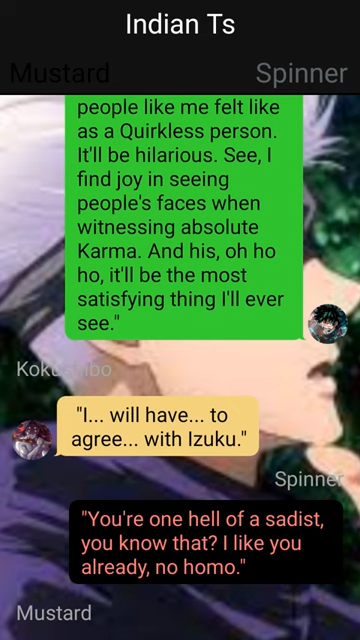 Indian Ts
Mustard
Spinner
people like me felt like
as a Quirkless person.
It'll be hilarious. See, I
find joy in seeing
people's faces when
witnessing absolute
Karma. And his, oh ho
ho, it'll be the most
satisfying thing I'll ever
see."
Kokushibo
"I... will have... to
agree... with Izuku."
Spinner
"You're one hell of a sadist,
you know that? I like you
already, no homo."
Mustard